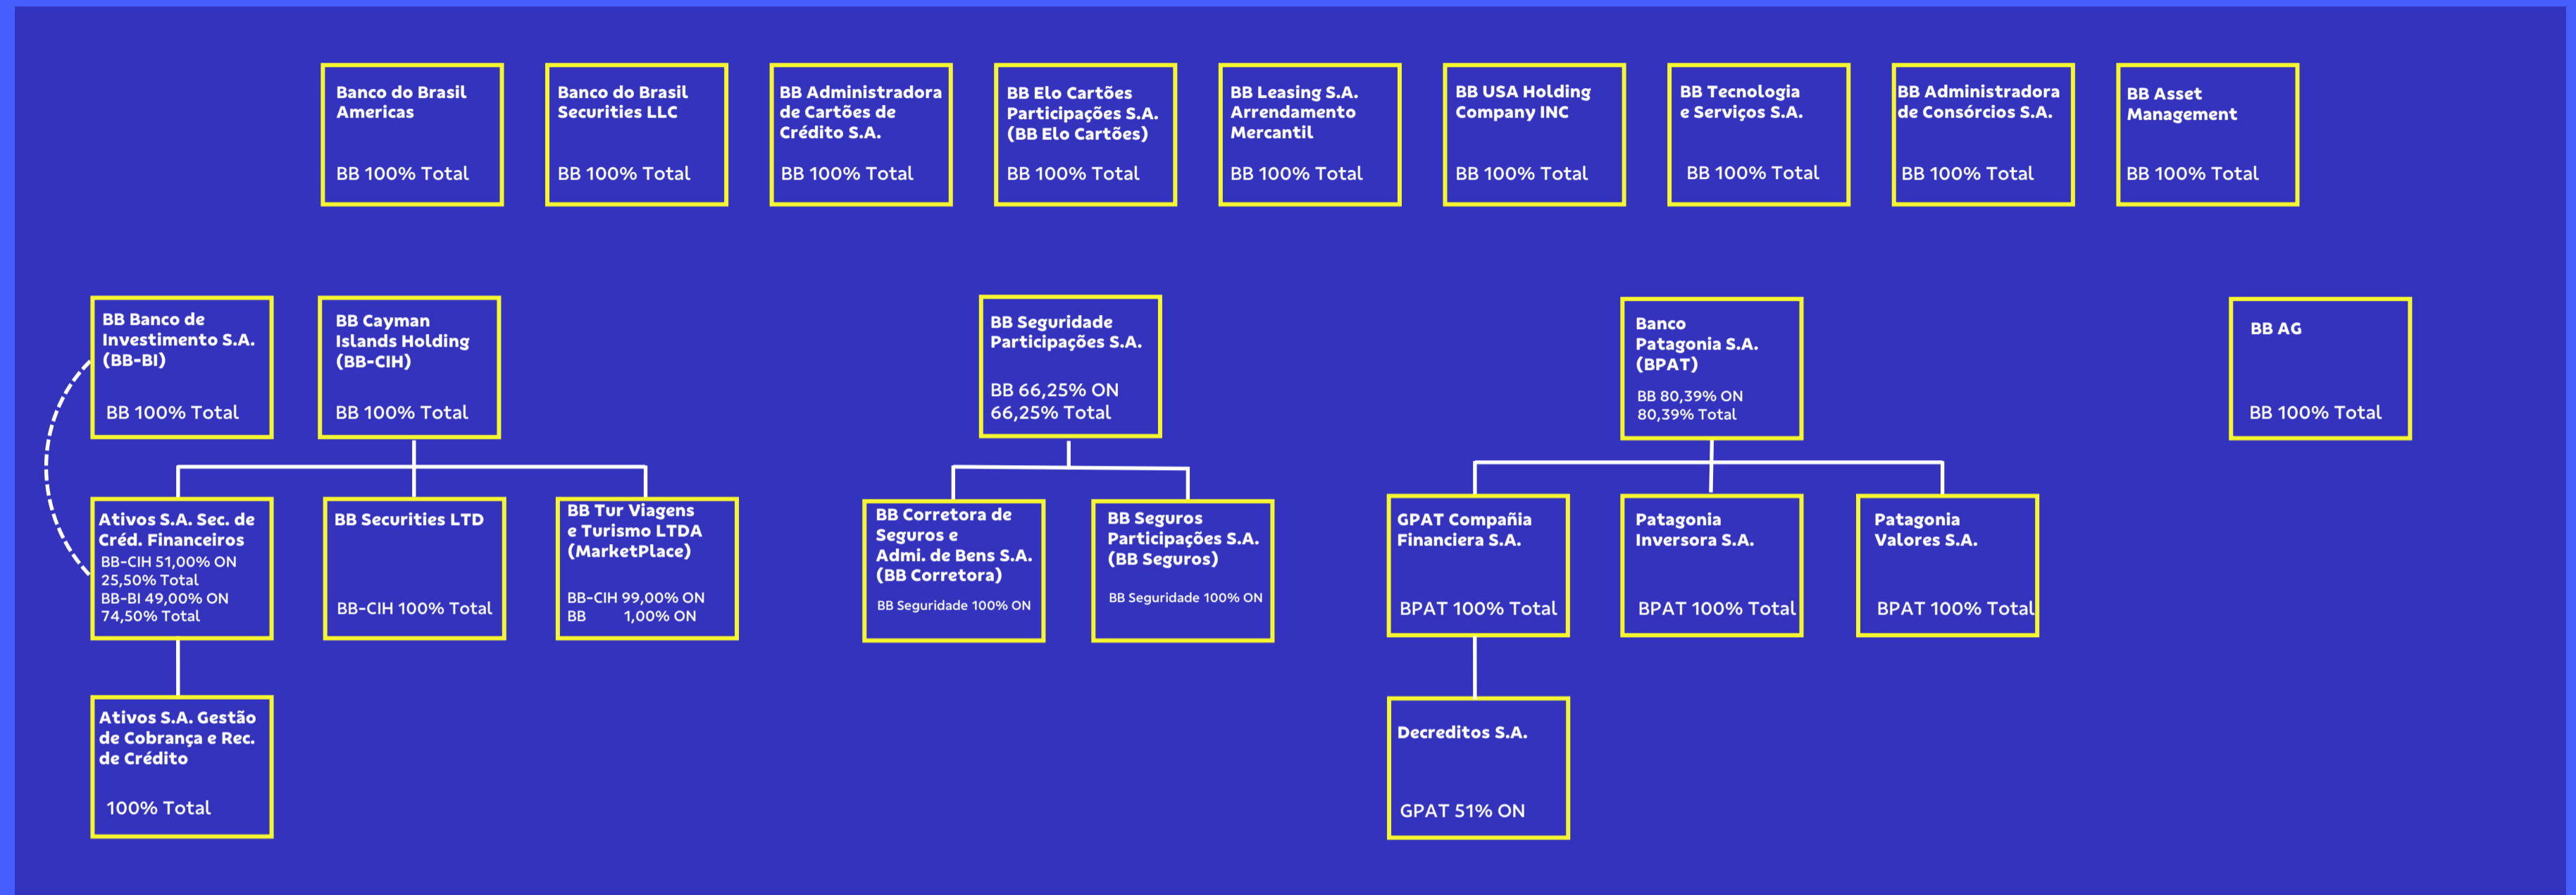 Banco do Brasil
Americas
BB 100% Total
Banco do Brasil
Securities LLC
BB 100% Total
BB Administradora
de Cartões de
Crédito S.A.
BB 100% Total
BB Elo Cartões
Participações S.A.
(BB Elo Cartões)
BB 100% Total
BB Leasing S.A.
Arrendamento
Mercantil
BB 100% Total
BB USA Holding
Company INC
BB 100% Total
BB Tecnologia
e Serviços S.A.
BB 100% Total
BB Administradora
de Consórcios S.A.
BB 100% Total
BB Asset
Management
BB 100% Total
BB Banco de
Investimento S.A.
(BB-BI)
BB 100% Total
BB Cayman
Islands Holding
(BB-CIH)
BB 100% Total
BB Seguridade
Participações S.A.
BB 66,25% ON
66,25% Total
Banco
Patagonia S.A.
(BPAT)
BB 80,39% ON
80,39% Total
BB AG
BB 100% Total
Ativos S.A. Sec. de
Créd. Financeiros
BB-CIH 51,00% ON
25,50% Total
BB-BI 49,00% ON
74,50% Total
BB Securities LTD
BB-CIH 100% Total
BB Tur Viagens
e Turismo LTDA
(MarketPlace)
BB-CIH 99,00% ON
BB 1,00% ON
BB Corretora de
Seguros e
Admi. de Bens S.A.
(BB Corretora)
BB Seguridade 100% ON
BB Seguros
Participações S.A.
(BB Seguros)
BB Seguridade 100% ON
GPAT Compañia
Financiera S.A.
BPAT 100% Total
Patagonia
Inversora S.A.
BPAT 100% Total
Patagonia
Valores S.A.
BPAT 100% Total
Ativos S.A. Gestão
de Cobrança e Rec.
de Crédito
100% Total
Decreditos S.A.
GPAT 51% ON